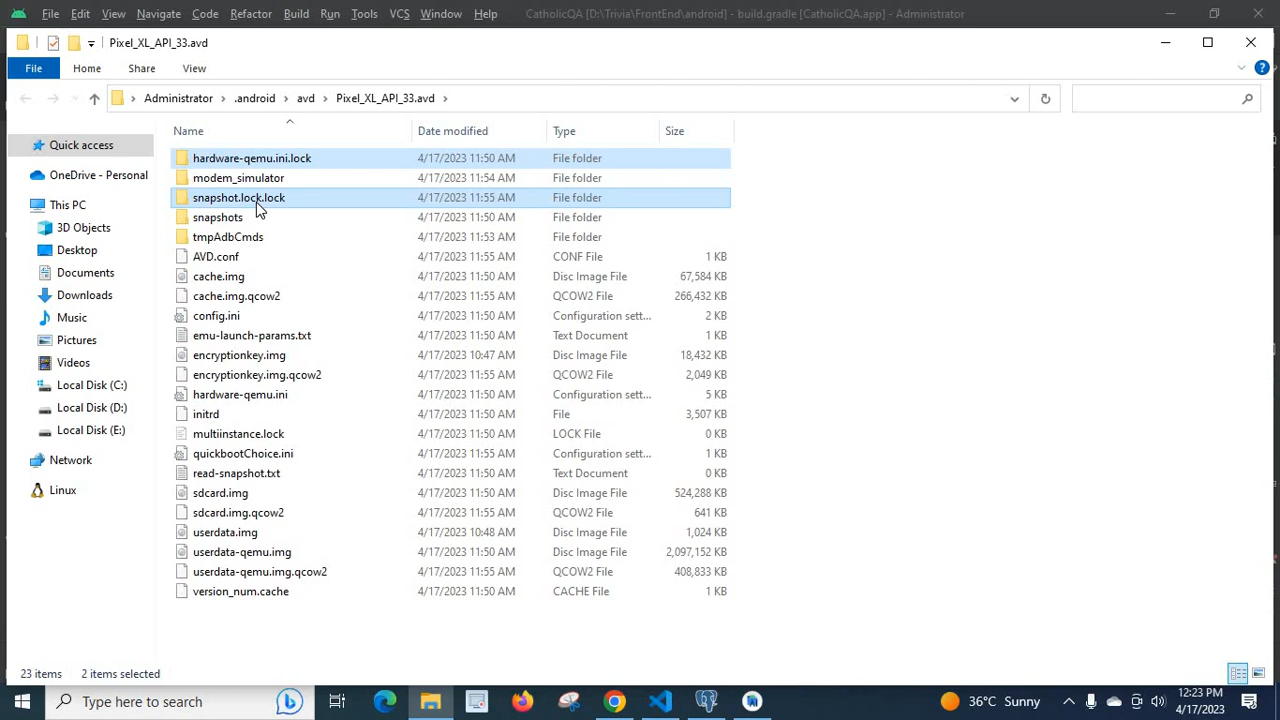 File Edit View Navigate Code Refactor Build Run Tools VCS Window Help CatholicQA [D:\Trivia\FrontEnd\android] - build.gradle [CatholicQA.app] - Administrator
Pixel_XL_API_33.avd
File Home Share View
Administrator > .android > avd > Pixel_XL_API_33.avd >
Name Date modified Type Size
Quick access
OneDrive - Personal
This PC
3D Objects
Desktop
Documents
Downloads
Music
Pictures
Videos
Local Disk (C:)
Local Disk (D:)
Local Disk (E:)
Network
Linux
hardware-qemu.ini.lock 4/17/2023 11:50 AM File folder
modem_simulator 4/17/2023 11:54 AM File folder
snapshot.lock.lock 4/17/2023 11:55 AM File folder
snapshots 4/17/2023 11:50 AM File folder
tmpAdbCmds 4/17/2023 11:53 AM File folder
AVD.conf 4/17/2023 11:50 AM CONF File 1 KB
cache.img 4/17/2023 11:50 AM Disc Image File 67,584 KB
cache.img.qcow2 4/17/2023 11:55 AM QCOW2 File 266,432 KB
config.ini 4/17/2023 11:50 AM Configuration sett... 2 KB
emu-launch-params.txt 4/17/2023 11:50 AM Text Document 1 KB
encryptionkey.img 4/17/2023 10:47 AM Disc Image File 18,432 KB
encryptionkey.img.qcow2 4/17/2023 11:50 AM QCOW2 File 2,049 KB
hardware-qemu.ini 4/17/2023 11:50 AM Configuration sett... 5 KB
initrd 4/17/2023 11:50 AM File 3,507 KB
multiinstance.lock 4/17/2023 11:50 AM LOCK File 0 KB
quickbootChoice.ini 4/17/2023 11:55 AM Configuration sett... 1 KB
read-snapshot.txt 4/17/2023 11:50 AM Text Document 0 KB
sdcard.img 4/17/2023 11:50 AM Disc Image File 524,288 KB
sdcard.img.qcow2 4/17/2023 11:55 AM QCOW2 File 641 KB
userdata.img 4/17/2023 10:48 AM Disc Image File 1,024 KB
userdata-qemu.img 4/17/2023 11:50 AM Disc Image File 2,097,152 KB
userdata-qemu.img.qcow2 4/17/2023 11:55 AM QCOW2 File 408,833 KB
version_num.cache 4/17/2023 11:50 AM CACHE File 1 KB
23 items 2 items selected
Type here to search
36°C Sunny
12:23 PM
4/17/2023